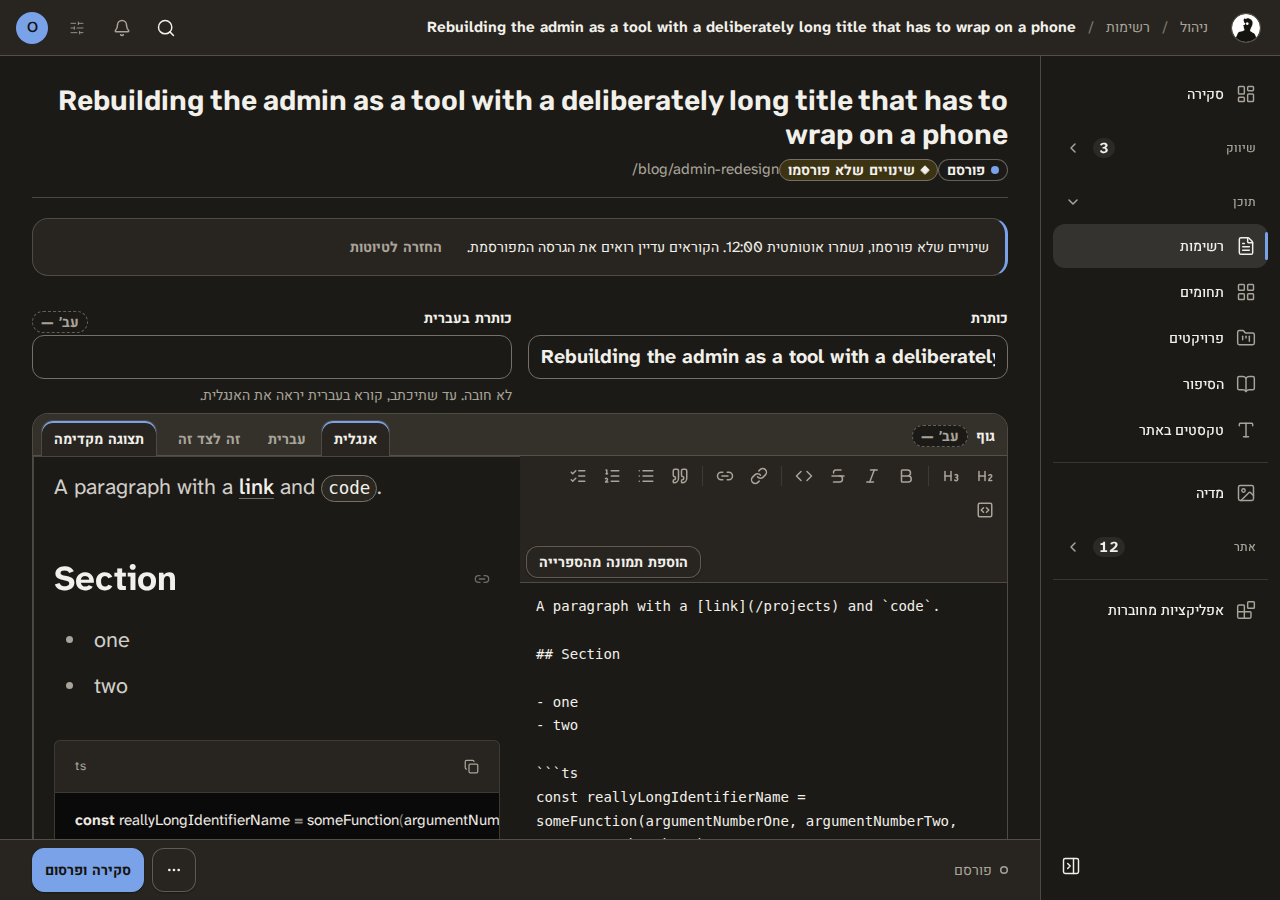 ניהול / רשימות / Rebuilding the admin as a tool with a deliberately long title that has to wrap on a phone
O
סקירה
שיווק 3
תוכן
רשימות
תחומים
פרויקטים
הסיפור
טקסטים באתר
מדיה
אתר 12
אפליקציות מחוברות
Rebuilding the admin as a tool with a deliberately long title that has to
wrap on a phone
פורסם
שינויים שלא פורסמו
/blog/admin-redesign
שינויים שלא פורסמו, נשמרו אוטומטית 12:00. הקוראים עדיין רואים את הגרסה המפורסמת.
החזרה לטיוטות
כותרת
Rebuilding the admin as a tool with a deliberately
כותרת בעברית
עב׳ —
לא חובה. עד שתיכתב, קורא בעברית יראה את האנגלית.
גוף
עב׳ —
אנגלית
עברית
זה לצד זה
תצוגה מקדימה
H2 H3 B I S
הוספת תמונה מהספרייה
A paragraph with a [link](/projects) and `code`.
## Section
- one
- two
```ts
const reallyLongIdentifierName =
someFunction(argumentNumberOne, argumentNumberTwo,
A paragraph with a link and code.
Section
one
two
ts
const reallyLongIdentifierName = someFunction(argumentNum
פורסם
סקירה ופרסום